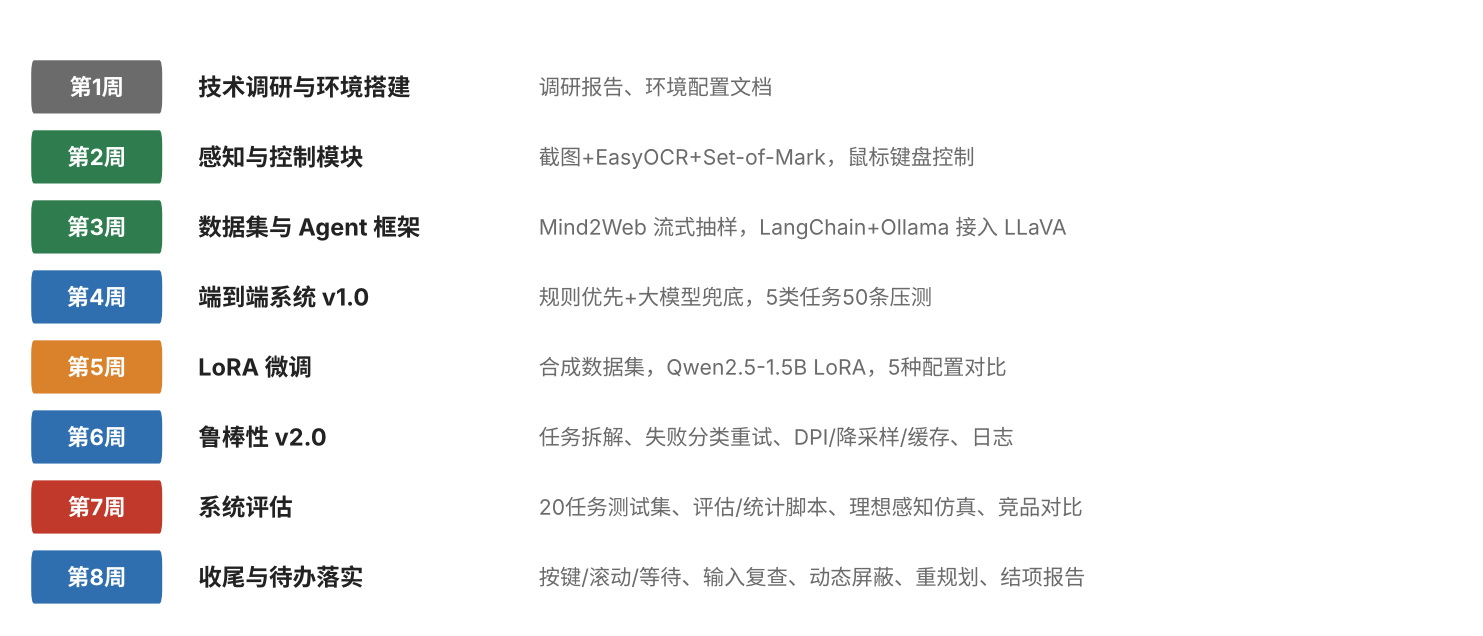 第1周 技术调研与环境搭建 调研报告、环境配置文档
第2周 感知与控制模块 截图+EasyOCR+Set-of-Mark，鼠标键盘控制
第3周 数据集与 Agent 框架 Mind2Web 流式抽样，LangChain+Ollama 接入 LLaVA
第4周 端到端系统 v1.0 规则优先+大模型兜底，5类任务50条压测
第5周 LoRA 微调 合成数据集，Qwen2.5-1.5B LoRA，5种配置对比
第6周 鲁棒性 v2.0 任务拆解、失败分类重试、DPI/降采样/缓存、日志
第7周 系统评估 20任务测试集、评估/统计脚本、理想感知仿真、竞品对比
第8周 收尾与待办落实 按键/滚动/等待、输入复查、动态屏蔽、重规划、结项报告